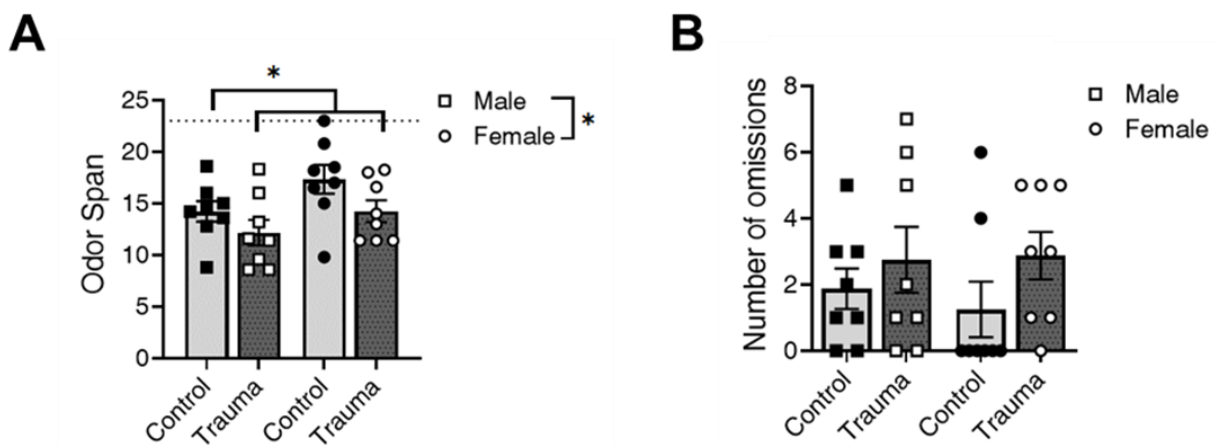 A
B
*
25
20
15
10
5
0
Odor Span
Male
Female
*
Control
Trauma
Control
Trauma
8
6
4
2
0
Number of omissions
Male
Female
Control
Trauma
Control
Trauma